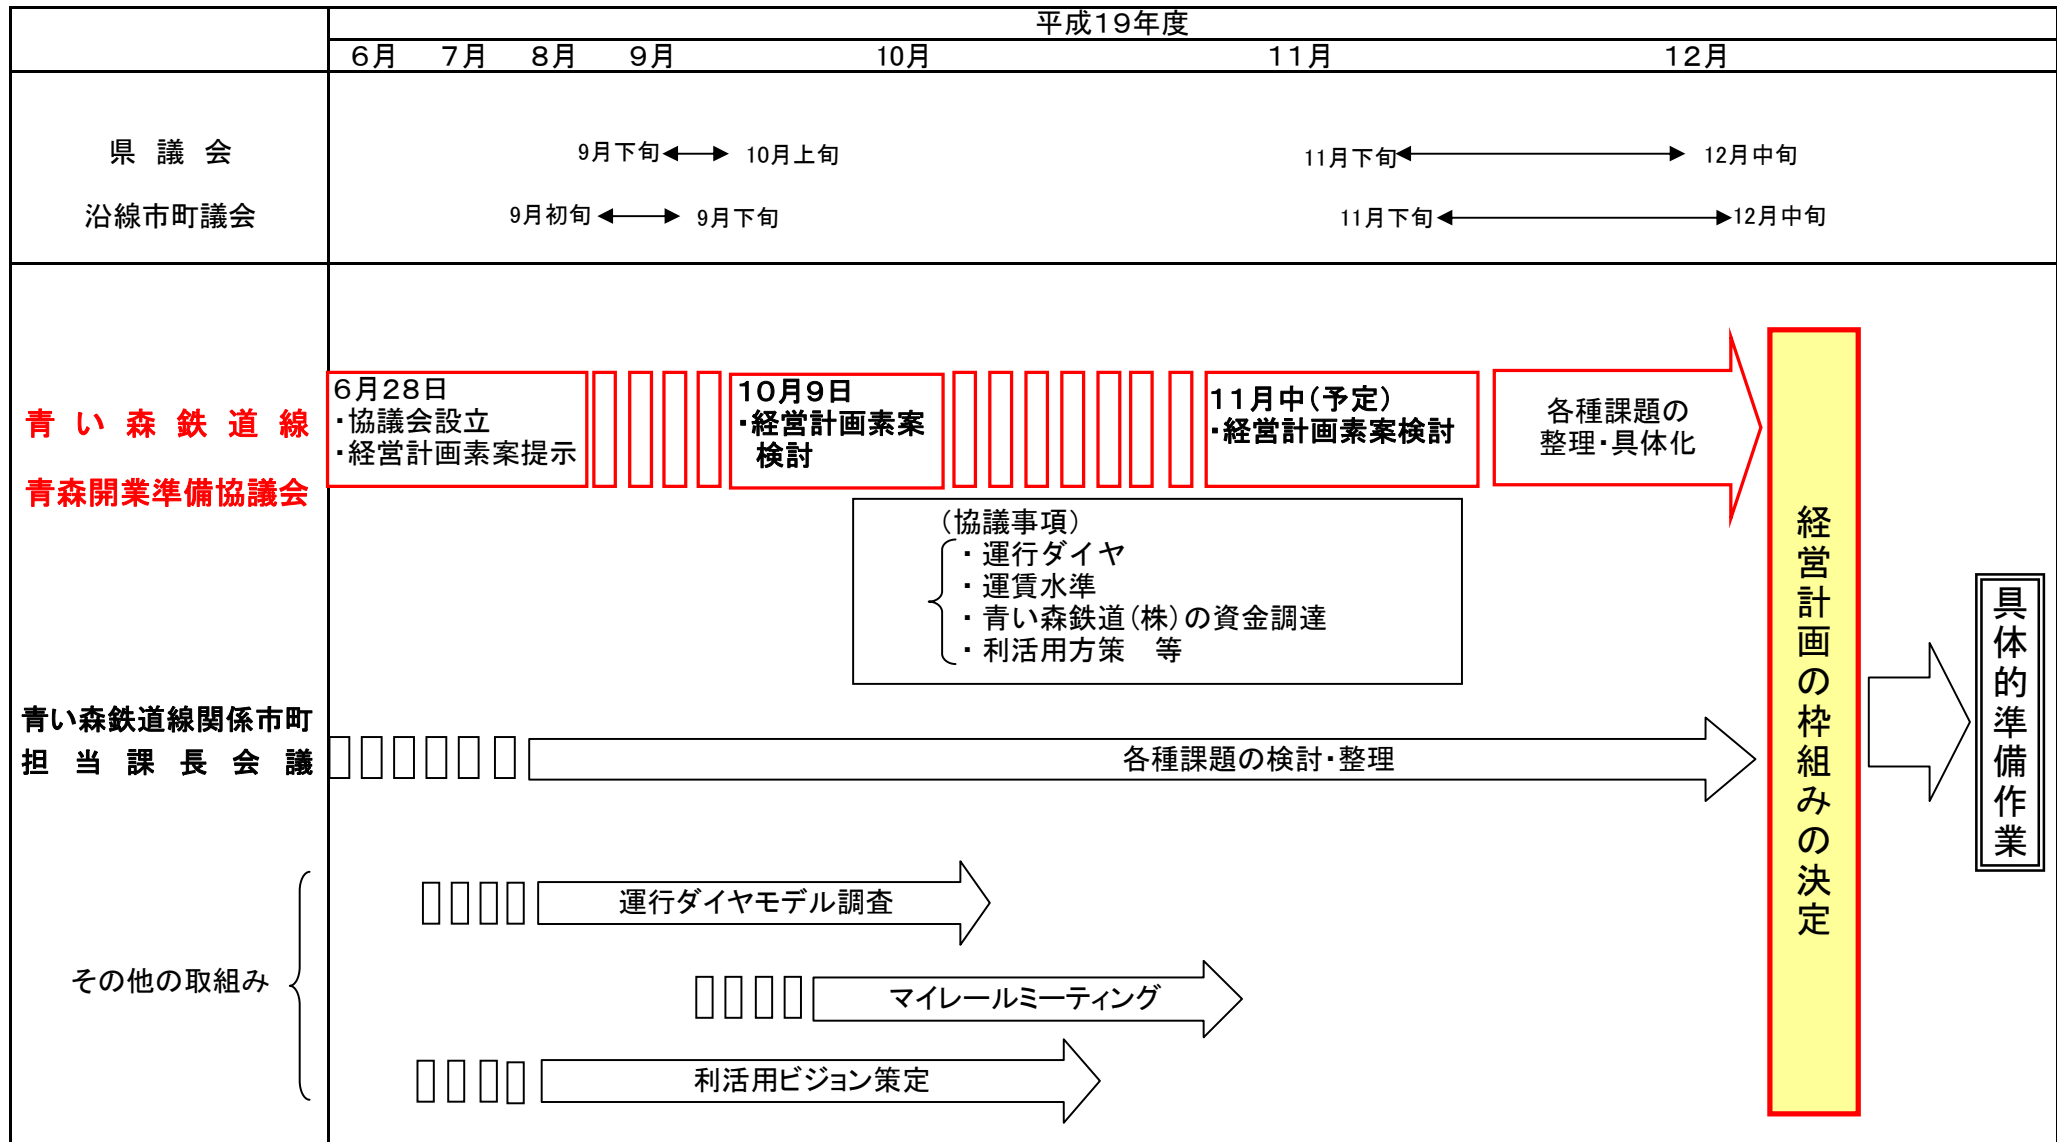 平成19年度
6月 7月 8月 9月 10月 11月 12月
県議会
9月下旬 10月上旬 11月下旬 12月中旬
沿線市町議会
9月初旬 9月下旬 11月下旬 12月中旬
青い森鉄道線
青森開業準備協議会
6月28日
・協議会設立
・経営計画素案提示
10月9日
・経営計画素案
検討
11月中(予定)
・経営計画素案検討
各種課題の
整理・具体化
(協議事項)
・運行ダイヤ
・運賃水準
・青い森鉄道(株)の資金調達
・利活用方策 等
青い森鉄道線関係市町
担当課長会議
各種課題の検討・整理
その他の取組み
運行ダイヤモデル調査
マイレールミーティング
利活用ビジョン策定
経営計画の枠組みの決定
具体的準備作業